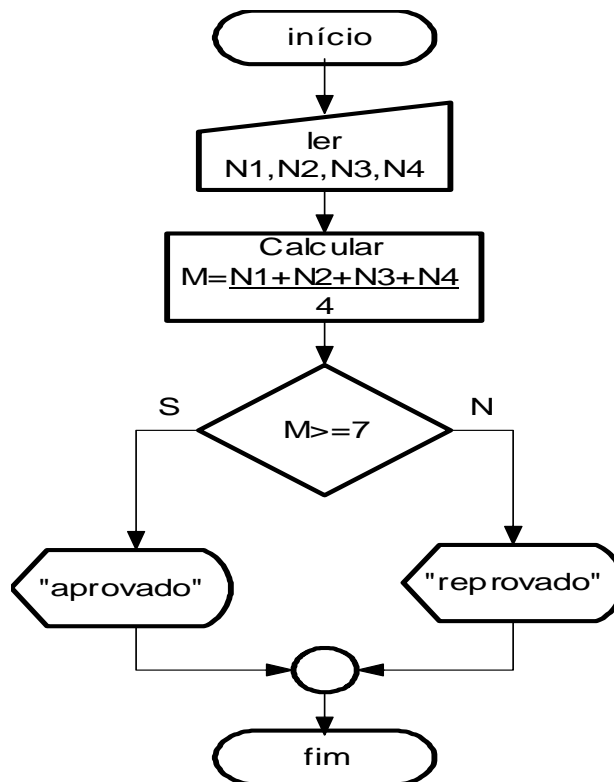 início
ler
N1,N2,N3,N4
Calcular
M=N1+N2+N3+N4
4
S
N
M>=7
"aprovado"
"reprovado"
fim